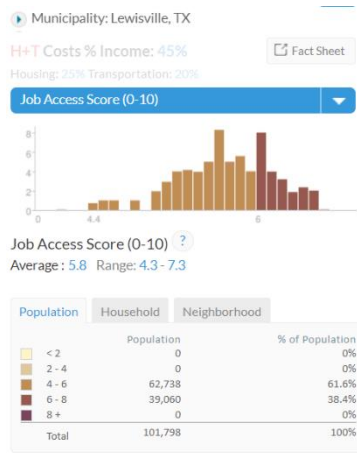 Municipality: Lewisville, TX
H+T Costs % Income: 45%
Fact Sheet
Housing: 25% Transportation: 20%
Job Access Score (0-10)
8
6
4
2
0
0 4.4 6
Job Access Score (0-10) ?
Average : 5.8 Range: 4.3 - 7.3
Population Household Neighborhood
Population % of Population
< 2 0 0%
2 - 4 0 0%
4 - 6 62,738 61.6%
6 - 8 39,060 38.4%
8 + 0 0%
Total 101,798 100%